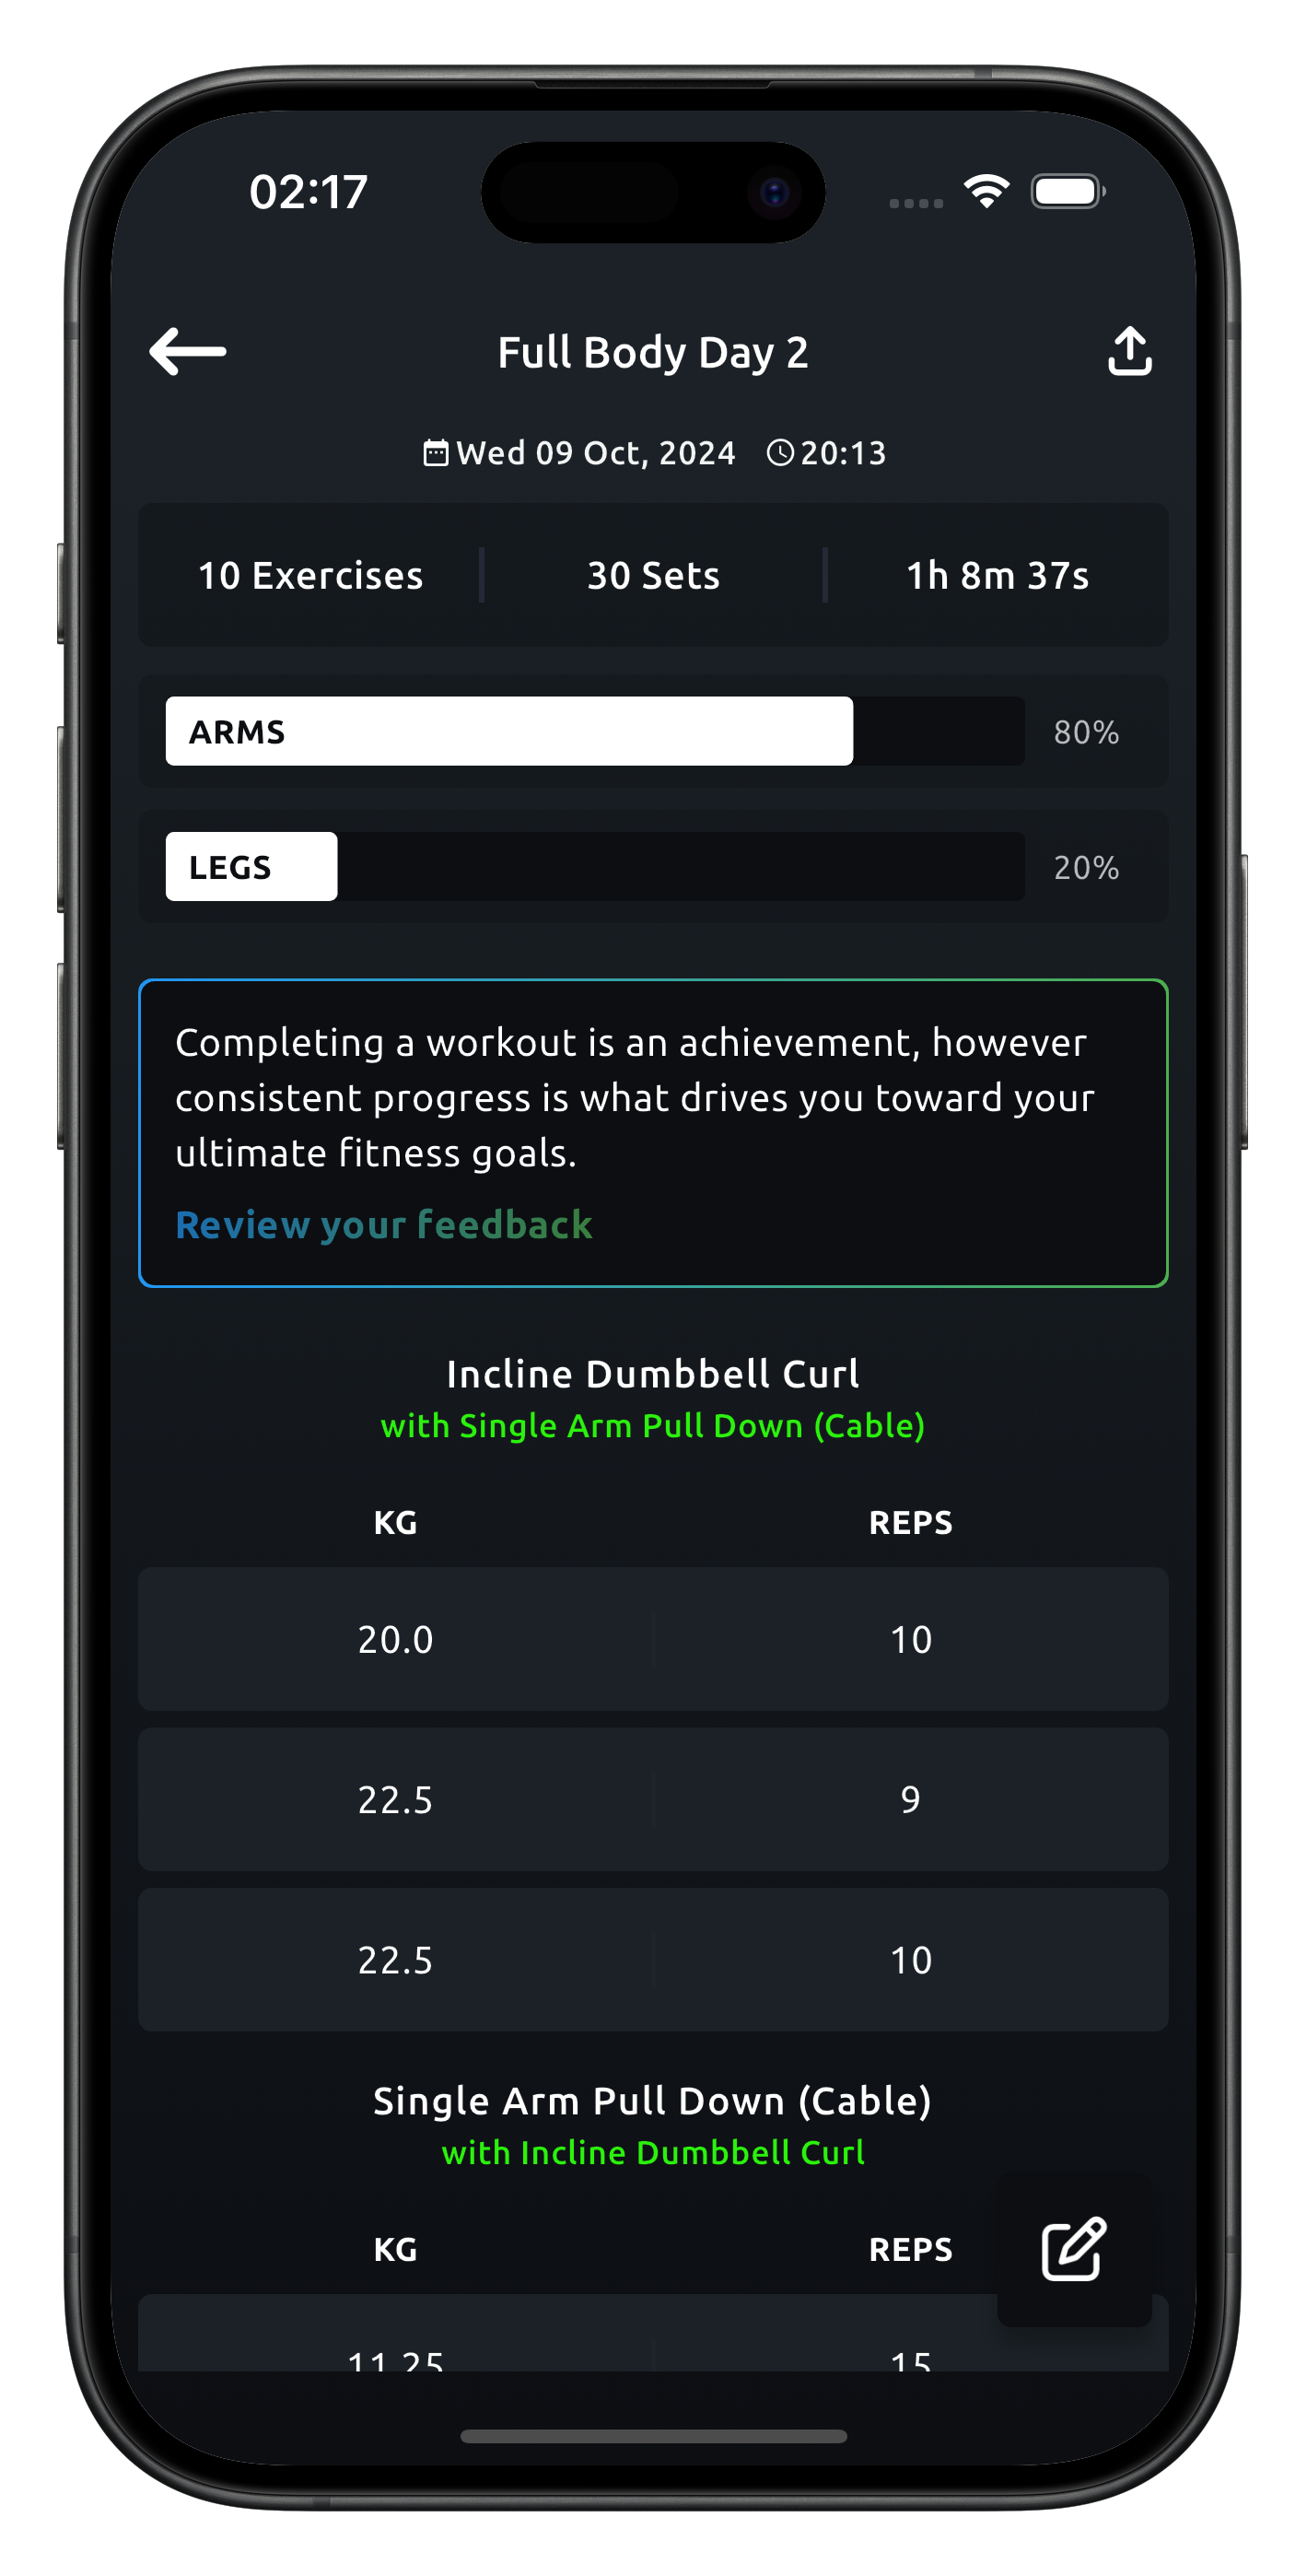 02:17
Full Body Day 2
Wed 09 Oct, 2024 20:13
10 Exercises 30 Sets 1h 8m 37s
ARMS 80%
LEGS 20%
Completing a workout is an achievement, however
consistent progress is what drives you toward your
ultimate fitness goals.
Review your feedback
Incline Dumbbell Curl
with Single Arm Pull Down (Cable)
KG REPS
20.0 10
22.5 9
22.5 10
Single Arm Pull Down (Cable)
with Incline Dumbbell Curl
KG REPS
11.25 15